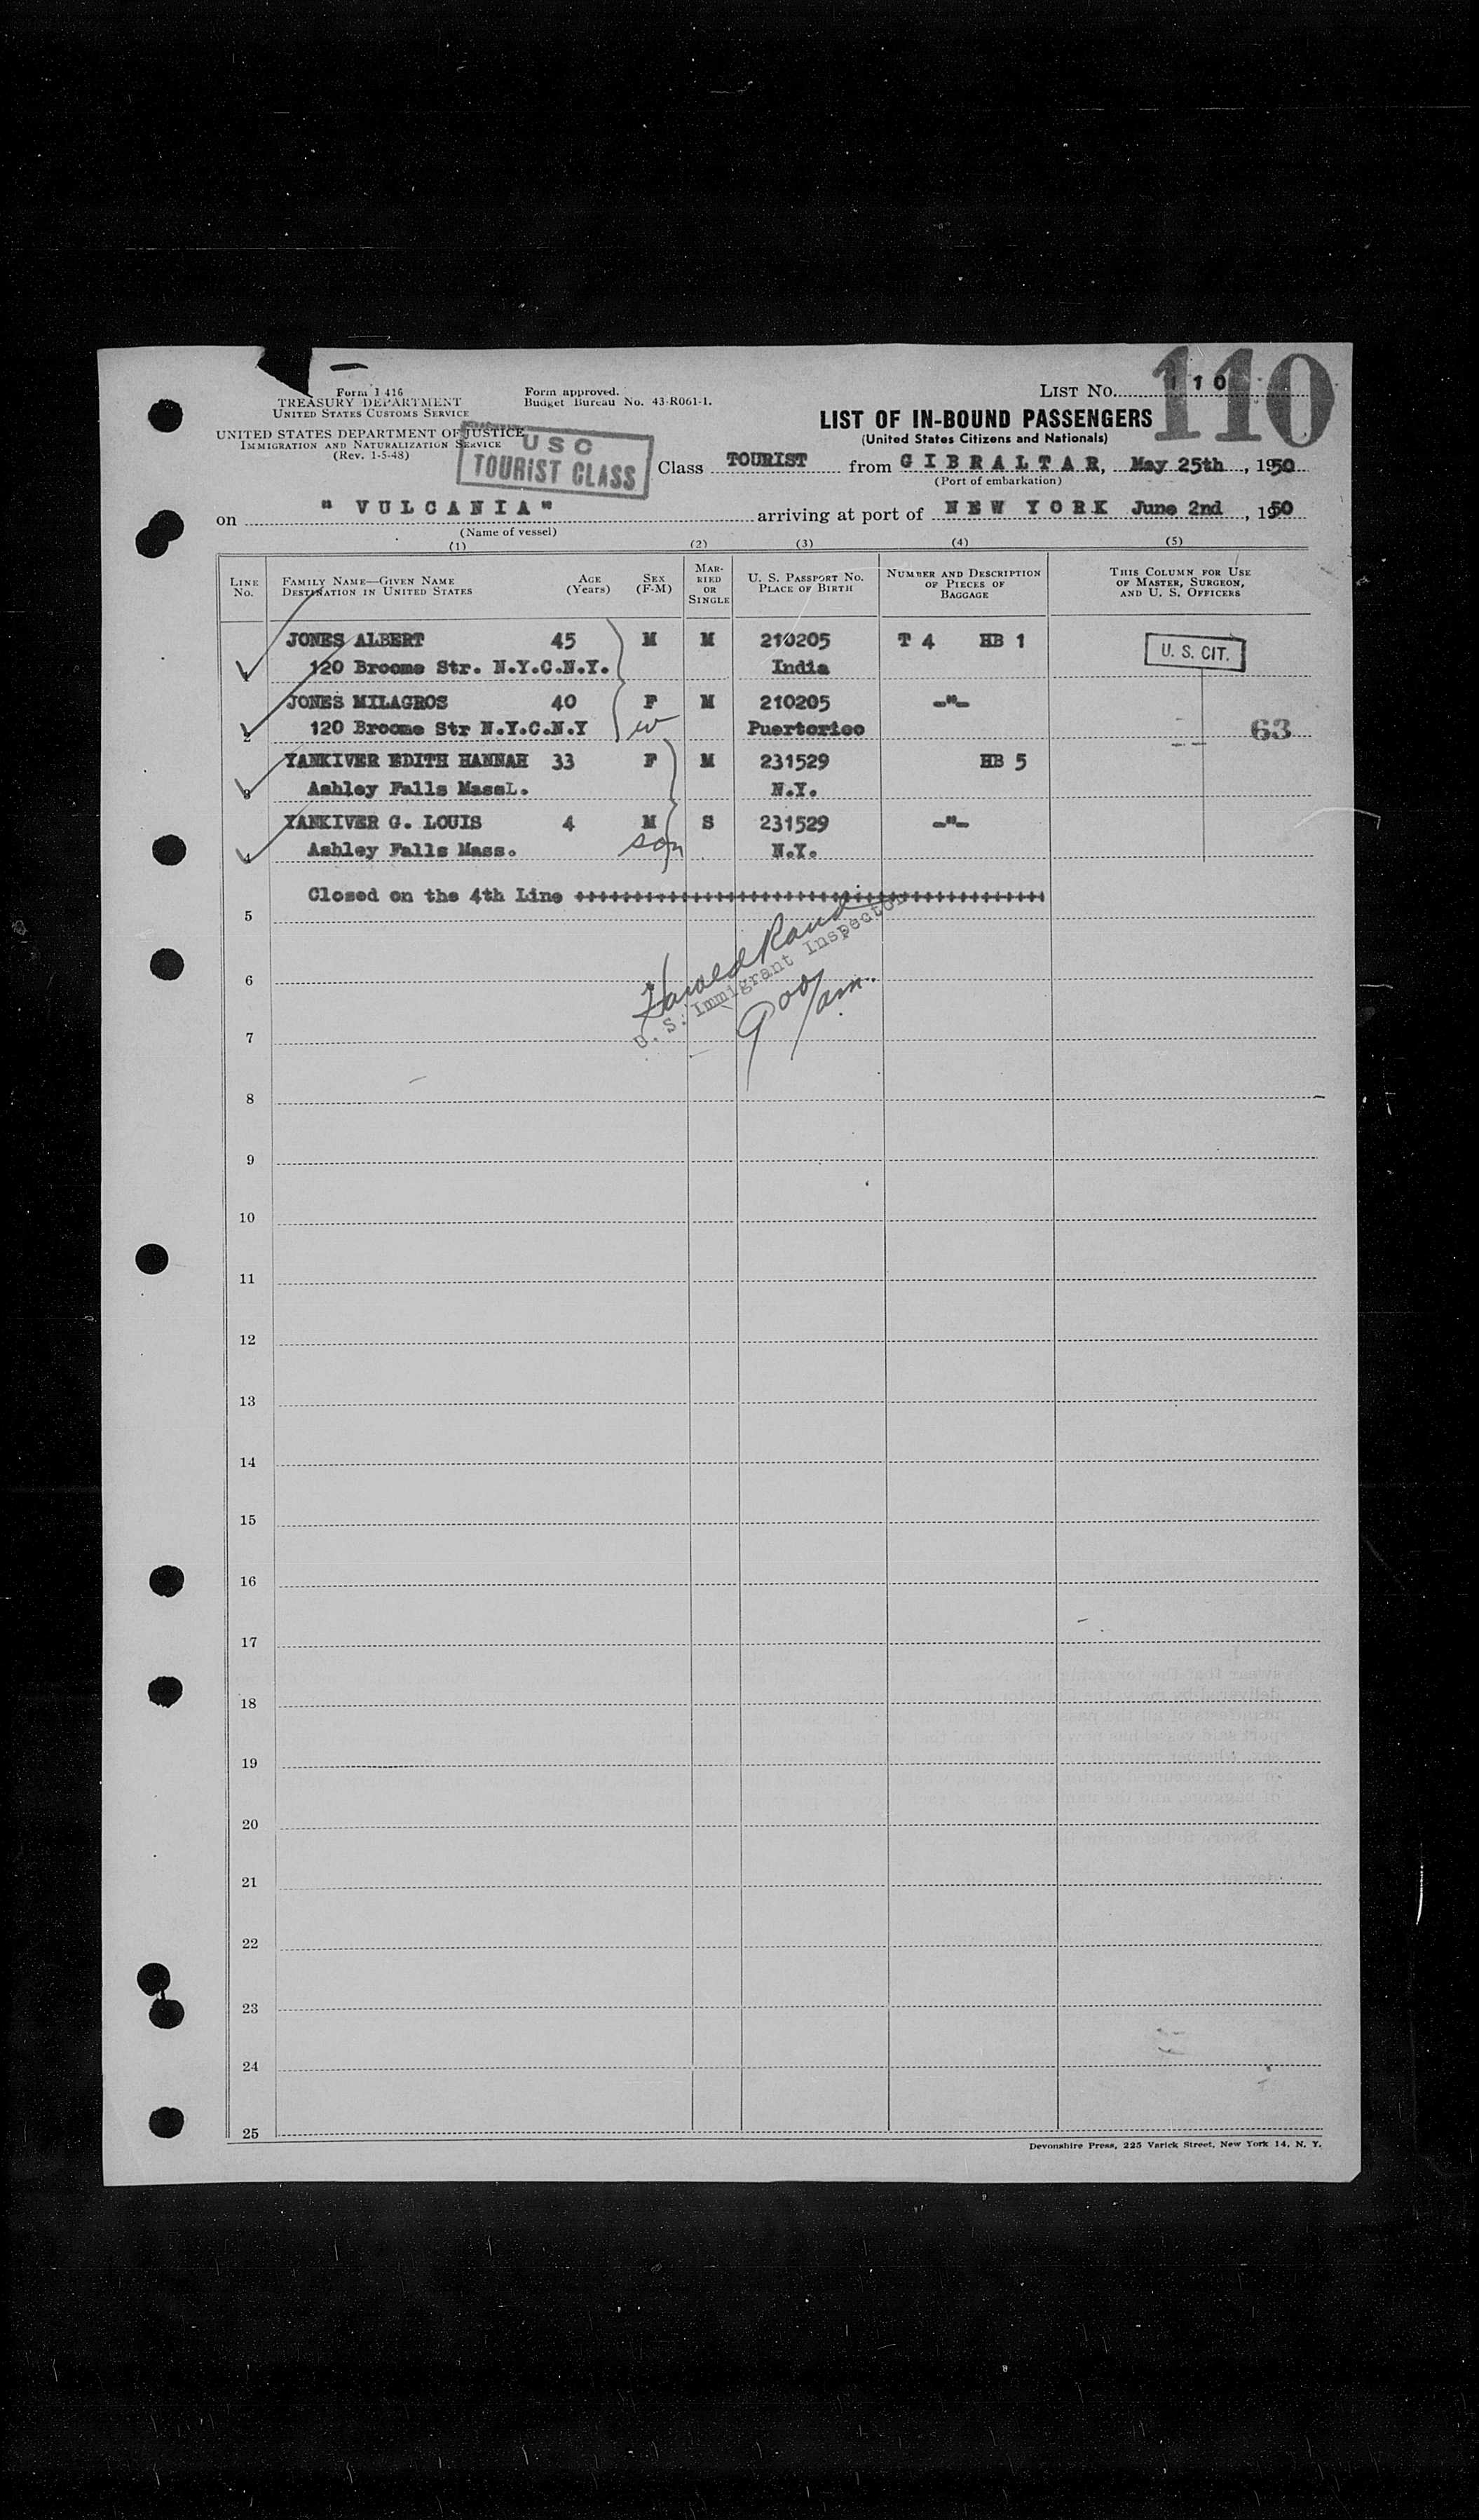 Form I 416
TREASURY DEPARTMENT
UNITED STATES CUSTOMS SERVICE
UNITED STATES DEPARTMENT OF JUSTICE
IMMIGRATION AND NATURALIZATION SERVICE
(Rev. 1-5-48)
Form approved.
Budget Bureau No. 43-R061-1.
USC
TOURIST CLASS
LIST No. 110
110
LIST OF IN-BOUND PASSENGERS
(United States Citizens and Nationals)
Class TOURIST from GIBRALTAR, May 25th, 1950
(Port of embarkation)
on "VULCANIA" arriving at port of NEW YORK June 2nd, 1950
(Name of vessel)
(1) (2) (3) (4) (5)
LINE No. FAMILY NAME—GIVEN NAME DESTINATION IN UNITED STATES AGE (Years) SEX (F-M) MARRIED OR SINGLE U. S. PASSPORT No. PLACE OF BIRTH NUMBER AND DESCRIPTION OF PIECES OF BAGGAGE THIS COLUMN FOR USE OF MASTER, SURGEON, AND U. S. OFFICERS
JONES ALBERT 45 M M 210205 T 4 HB 1 U. S. CIT.
1 120 Broome Str. N.Y.C.N.Y. India
JONES MILAGROS 40 F M 210205 -"-
2 120 Broome Str N.Y.C.N.Y w Puertorico 63
YANKIVER EDITH HANNAH 33 F M 231529 HB 5
3 Ashley Falls MassL. N.Y.
YANKIVER G. LOUIS 4 M S 231529 -"-
4 Ashley Falls Mass. son N.Y.
Closed on the 4th Line ++++++++++++++++++++++++++++++++++++++++++++
5
Harold Rand
U. S. Immigrant Inspector
6
900/am.
7
8
9
10
11
12
13
14
15
16
17
18
19
20
21
22
23
24
25
Devonshire Press, 225 Varick Street, New York 14, N. Y.